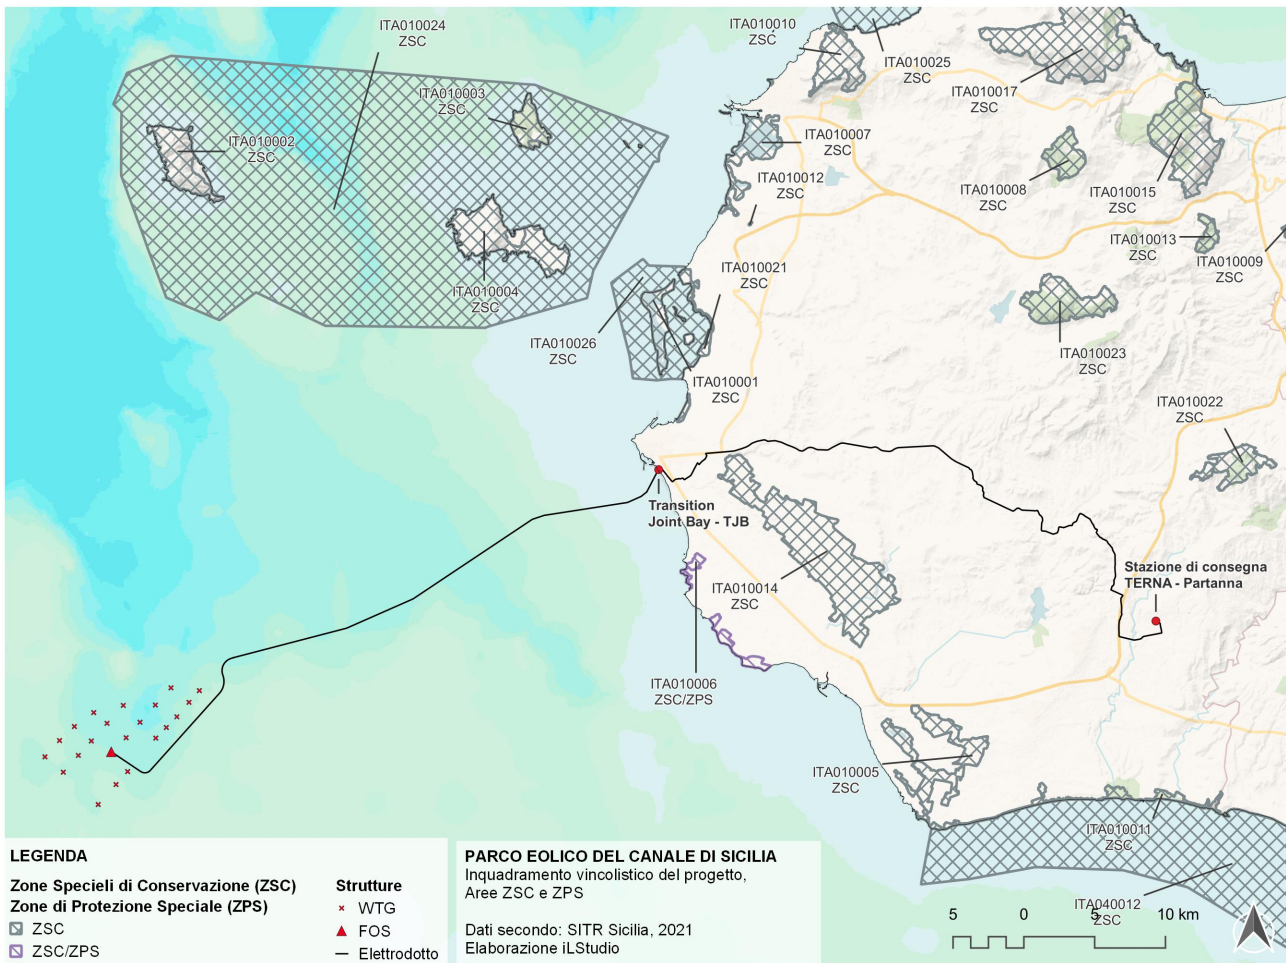 ITA010024
ZSC
ITA010003
ZSC
ITA010002
ZSC
ITA010004
ZSC
ITA010010
ZSC
ITA010025
ZSC
ITA010017
ZSC
ITA010007
ZSC
ITA010012
ZSC
ITA010008
ZSC
ITA010015
ZSC
ITA010013
ZSC
ITA010009
ZSC
ITA010021
ZSC
ITA010026
ZSC
ITA010001
ZSC
ITA010023
ZSC
ITA010022
ZSC
Transition
Joint Bay - TJB
Stazione di consegna
TERNA - Partanna
ITA010014
ZSC
ITA010006
ZSC/ZPS
ITA010005
ZSC
ITA010011
ZSC
ITA040012
ZSC
LEGENDA
Zone Specieli di Conservazione (ZSC)
Zone di Protezione Speciale (ZPS)
ZSC
ZSC/ZPS
Strutture
WTG
FOS
Elettrodotto
PARCO EOLICO DEL CANALE DI SICILIA
Inquadramento vincolistico del progetto,
Aree ZSC e ZPS
Dati secondo: SITR Sicilia, 2021
Elaborazione iLStudio
5 0 5 10 km